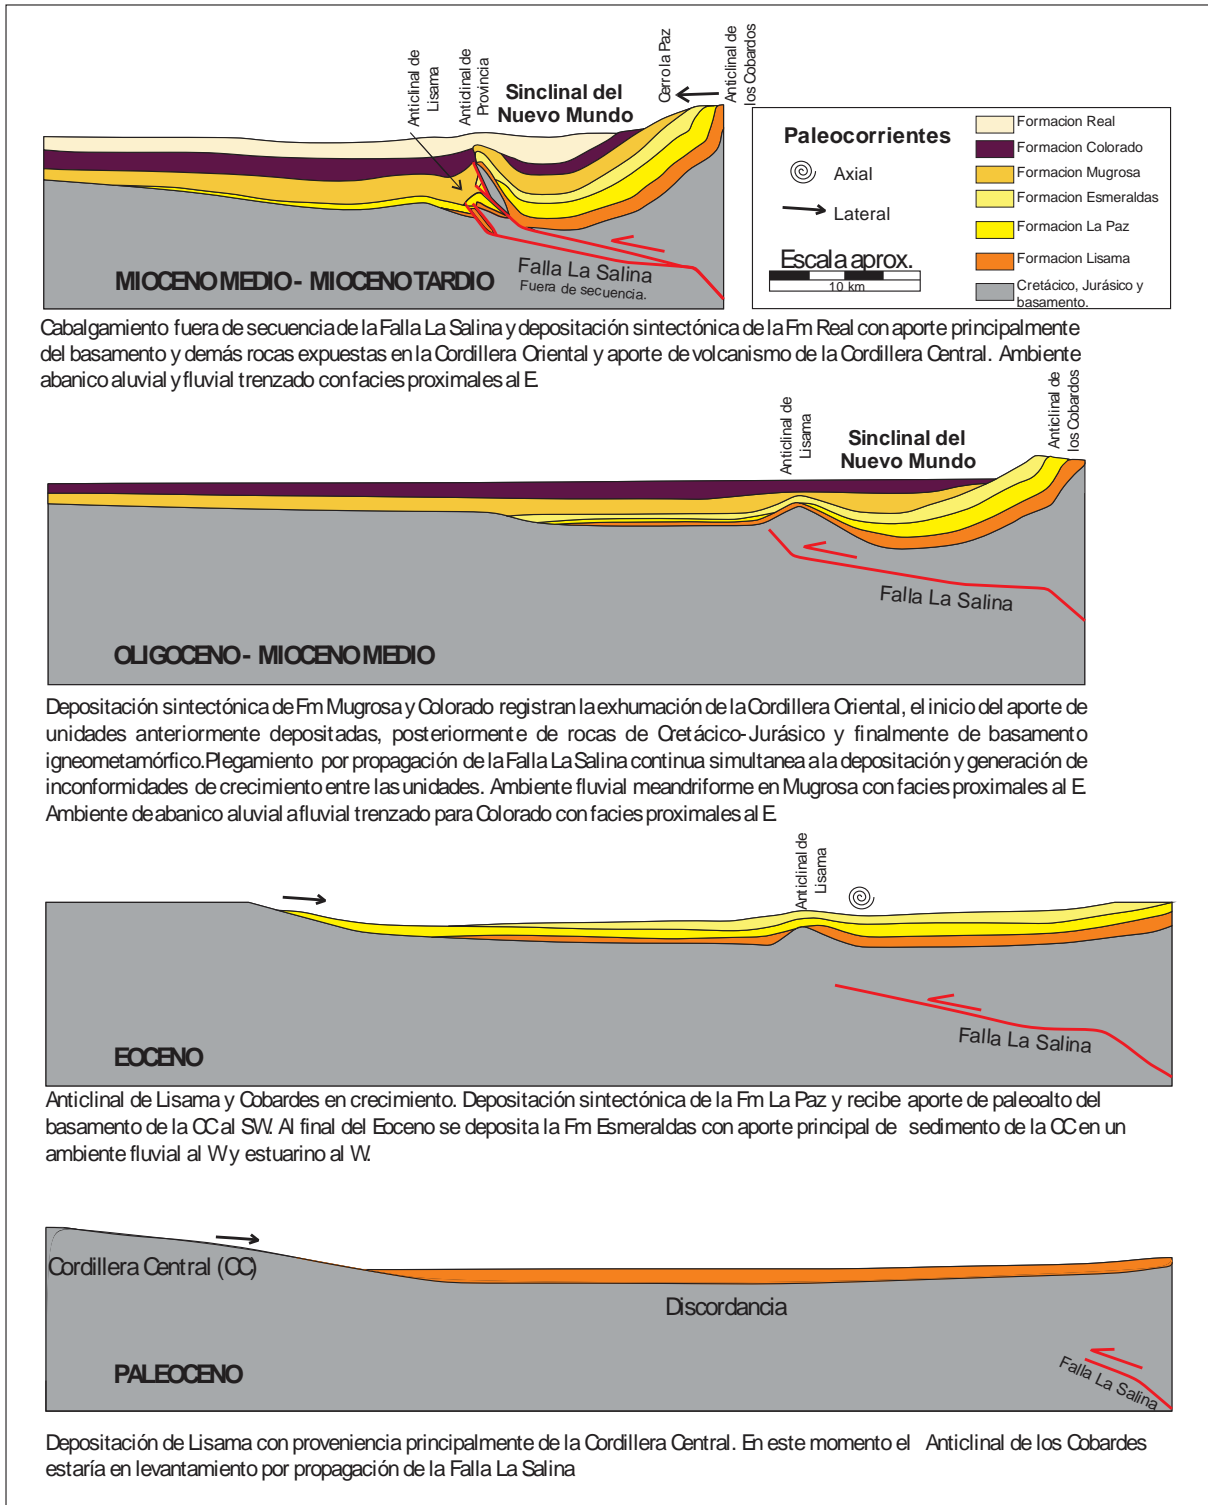 Anticlinal de
Lisama
Antidinal de
Provincia
Sinclinal del
Nuevo Mundo
Cerro la Paz
Anticlinal de
los Cobardos
Paleocorrientes
Axial
Lateral
Escala aprox.
10 km
Formacion Real
Formacion Colorado
Formacion Mugrosa
Formacion Esmeraldas
Formacion La Paz
Formacion Lisama
Cretácico, Jurásico y
basamento.
Falla La Salina
Fuera de secuencia.
MIOCENO MEDIO - MIOCENO TARDIO
Cabalgamiento fuera de secuencia de la Falla La Salina y depositación sintectónica de la Fm Real con aporte principalmente
del basamento y demás rocas expuestas en la Cordillera Oriental y aporte de volcanismo de la Cordillera Central. Ambiente
abanico aluvial y fluvial trenzado con facies proximales al E.
Anticlinal de
Lisama
Sinclinal del
Nuevo Mundo
Anticlinal de
los Cobardos
Falla La Salina
OLIGOCENO - MIOCENO MEDIO
Depositación sintectónica de Fm Mugrosa y Colorado registran la exhumación de la Cordillera Oriental, el inicio del aporte de
unidades anteriormente depositadas, posteriormente de rocas de Cretácico-Jurásico y finalmente de basamento
igneometamórfico.Plegamiento por propagación de la Falla La Salina continua simultanea a la depositación y generación de
inconformidades de crecimiento entre las unidades. Ambiente fluvial meandriforme en Mugrosa con facies proximales al E.
Ambiente de abanico aluvial a fluvial trenzado para Colorado con facies proximales al E.
Anticlinal de
Lisama
Falla La Salina
EOCENO
Anticlinal de Lisama y Cobardes en crecimiento. Depositación sintectónica de la Fm La Paz y recibe aporte de paleoalto del
basamento de la CC al SW. Al final del Eoceno se deposita la Fm Esmeraldas con aporte principal de sedimento de la CC en un
ambiente fluvial al W y estuarino al W.
Cordillera Central (CC)
Discordancia
PALEOCENO
Falla La Salina
Depositación de Lisama con proveniencia principalmente de la Cordillera Central. En este momento el Anticlinal de los Cobardes
estaría en levantamiento por propagación de la Falla La Salina